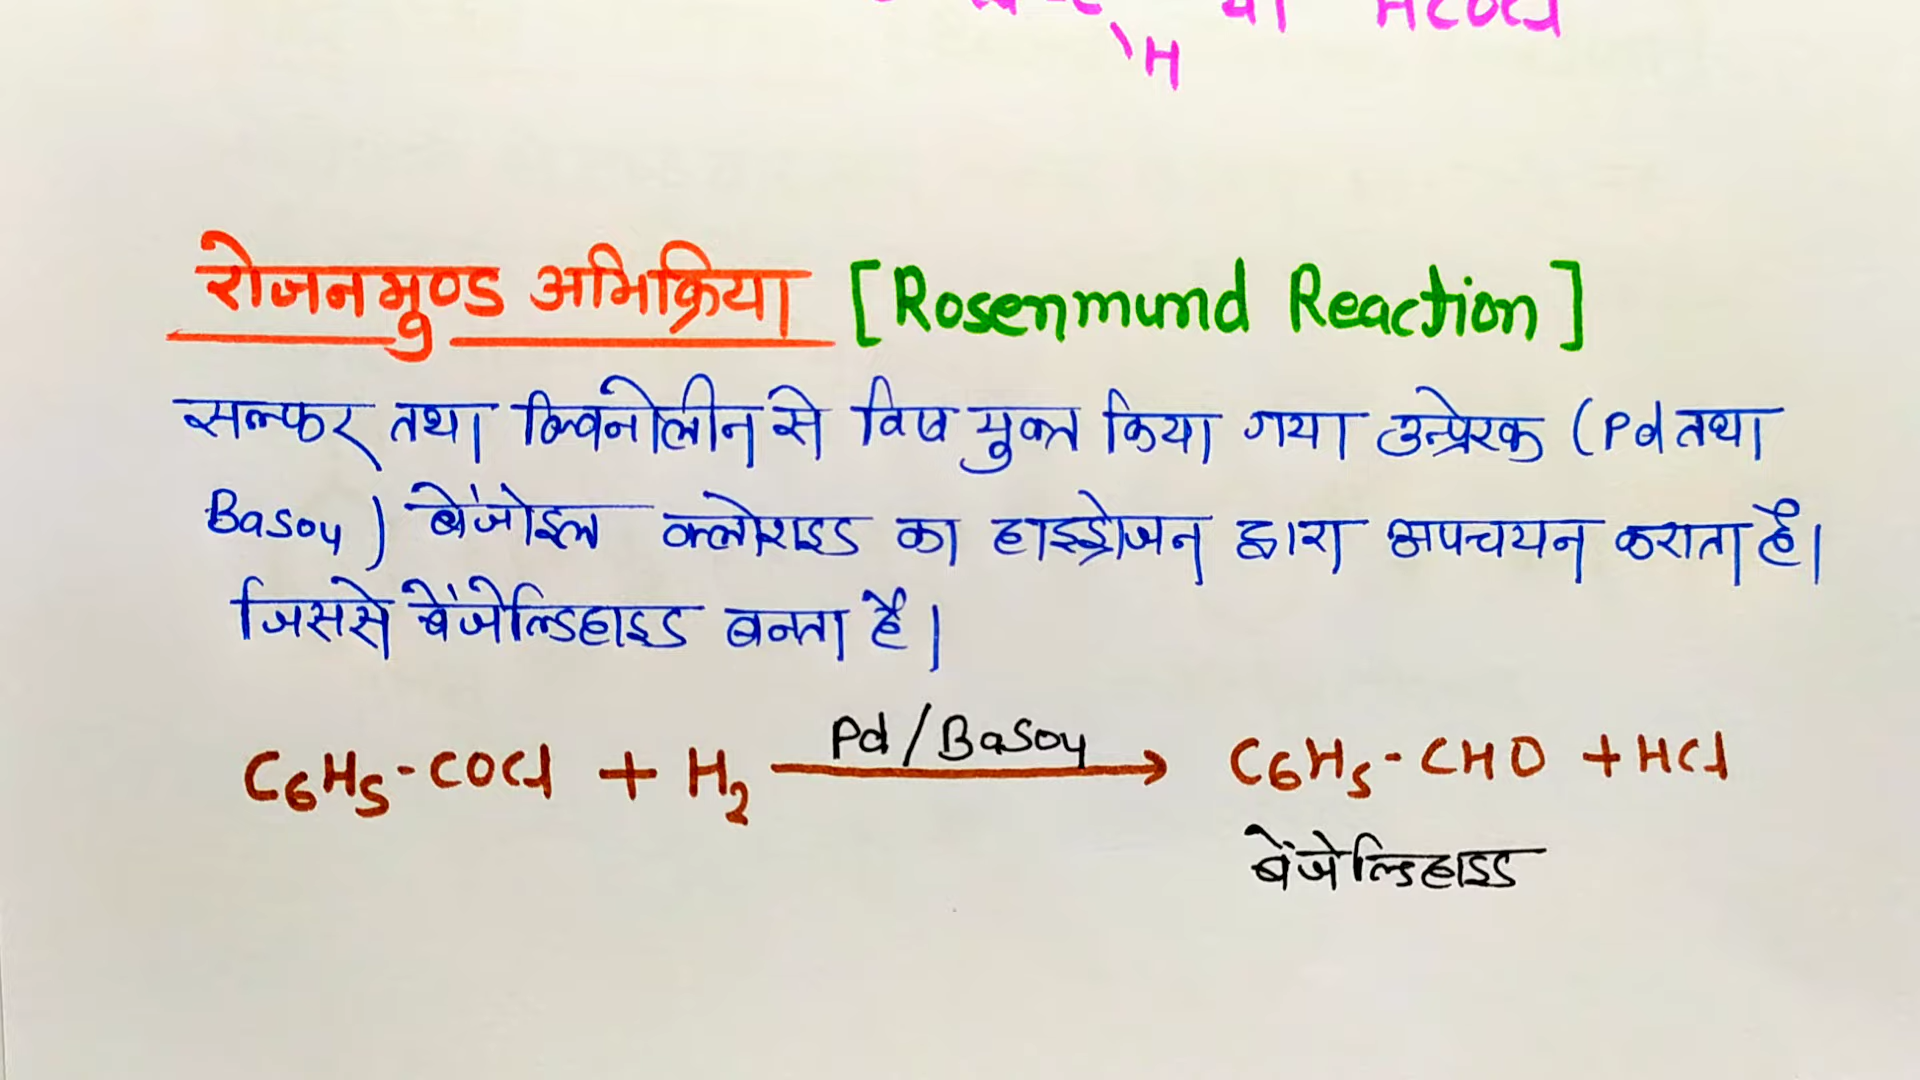 या HCOCl
H
रोजनमुण्ड अभिक्रिया [Rosenmund Reaction]
सल्फर तथा क्विनोलीन से विष युक्त किया गया उत्प्रेरक (Pd तथा
BaSO4) बेंजोइल क्लोराइड का हाइड्रोजन द्वारा अपचयन कराता है।
जिससे बेंजेल्डिहाइड बनता है।
Pd/BaSO4
C6H5-COCl + H2 → C6H5-CHO + HCl
बेंजेल्डिहाइड